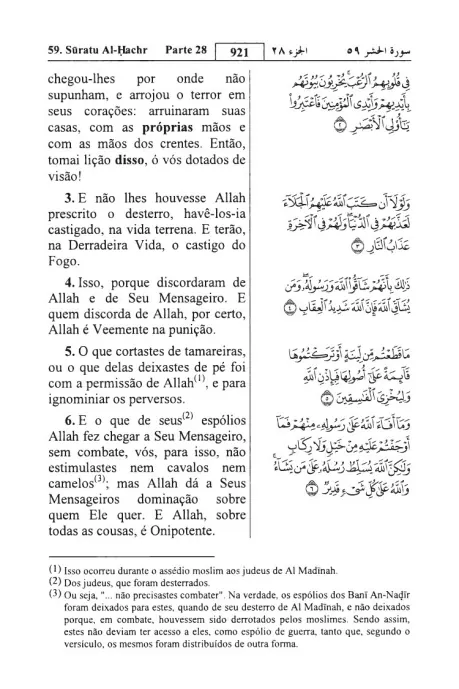 59. Sūratu Al-Ḥachr Parte 28 921 الجزء ٢٨ سورة الحشر ٥٩
chegou-lhes por onde não
supunham, e arrojou o terror em
seus corações: arruinaram suas
casas, com as próprias mãos e
com as mãos dos crentes. Então,
tomai lição disso, ó vós dotados de
visão!
فِي قُلُوبِهِمُ ٱلرُّعْبَ يُخْرِبُونَ بُيُوتَهُم
بِأَيْدِيهِمْ وَأَيْدِي ٱلْمُؤْمِنِينَ فَٱعْتَبِرُوا۟
يَٰٓأُو۟لِي ٱلْأَبْصَٰرِ ٢
3. E não lhes houvesse Allah
prescrito o desterro, havê-los-ia
castigado, na vida terrena. E terão,
na Derradeira Vida, o castigo do
Fogo.
وَلَوْلَآ أَن كَتَبَ ٱللَّهُ عَلَيْهِمُ ٱلْجَلَآءَ
لَعَذَّبَهُمْ فِي ٱلدُّنْيَا وَلَهُمْ فِي ٱلْأٓخِرَةِ
عَذَابُ ٱلنَّارِ ٣
4. Isso, porque discordaram de
Allah e de Seu Mensageiro. E
quem discorda de Allah, por certo,
Allah é Veemente na punição.
ذَٰلِكَ بِأَنَّهُمْ شَآقُّوا۟ ٱللَّهَ وَرَسُولَهُۥ وَمَن
يُشَآقِّ ٱللَّهَ فَإِنَّ ٱللَّهَ شَدِيدُ ٱلْعِقَابِ ٤
5. O que cortastes de tamareiras,
ou o que delas deixastes de pé foi
com a permissão de Allah(1), e para
ignominiar os perversos.
مَا قَطَعْتُم مِّن لِّينَةٍ أَوْ تَرَكْتُمُوهَا
قَآئِمَةً عَلَىٰٓ أُصُولِهَا فَبِإِذْنِ ٱللَّهِ
وَلِيُخْزِيَ ٱلْفَٰسِقِينَ ٥
6. E o que de seus(2) espólios
Allah fez chegar a Seu Mensageiro,
sem combate, vós, para isso, não
estimulastes nem cavalos nem
camelos(3); mas Allah dá a Seus
Mensageiros dominação sobre
quem Ele quer. E Allah, sobre
todas as cousas, é Onipotente.
وَمَآ أَفَآءَ ٱللَّهُ عَلَىٰ رَسُولِهِۦ مِنْهُمْ فَمَآ
أَوْجَفْتُمْ عَلَيْهِ مِنْ خَيْلٍ وَلَا رِكَابٍ
وَلَٰكِنَّ ٱللَّهَ يُسَلِّطُ رُسُلَهُۥ عَلَىٰ مَن يَشَآءُ
وَٱللَّهُ عَلَىٰ كُلِّ شَيْءٍ قَدِيرٌ ٦
(1) Isso ocorreu durante o assédio moslim aos judeus de Al Madīnah.
(2) Dos judeus, que foram desterrados.
(3) Ou seja, "... não precisastes combater". Na verdade, os espólios dos Banī An-Naḍīr
foram deixados para estes, quando de seu desterro de Al Madīnah, e não deixados
porque, em combate, houvessem sido derrotados pelos moslimes. Sendo assim,
estes não deviam ter acesso a eles, como espólio de guerra, tanto que, segundo o
versículo, os mesmos foram distribuídos de outra forma.